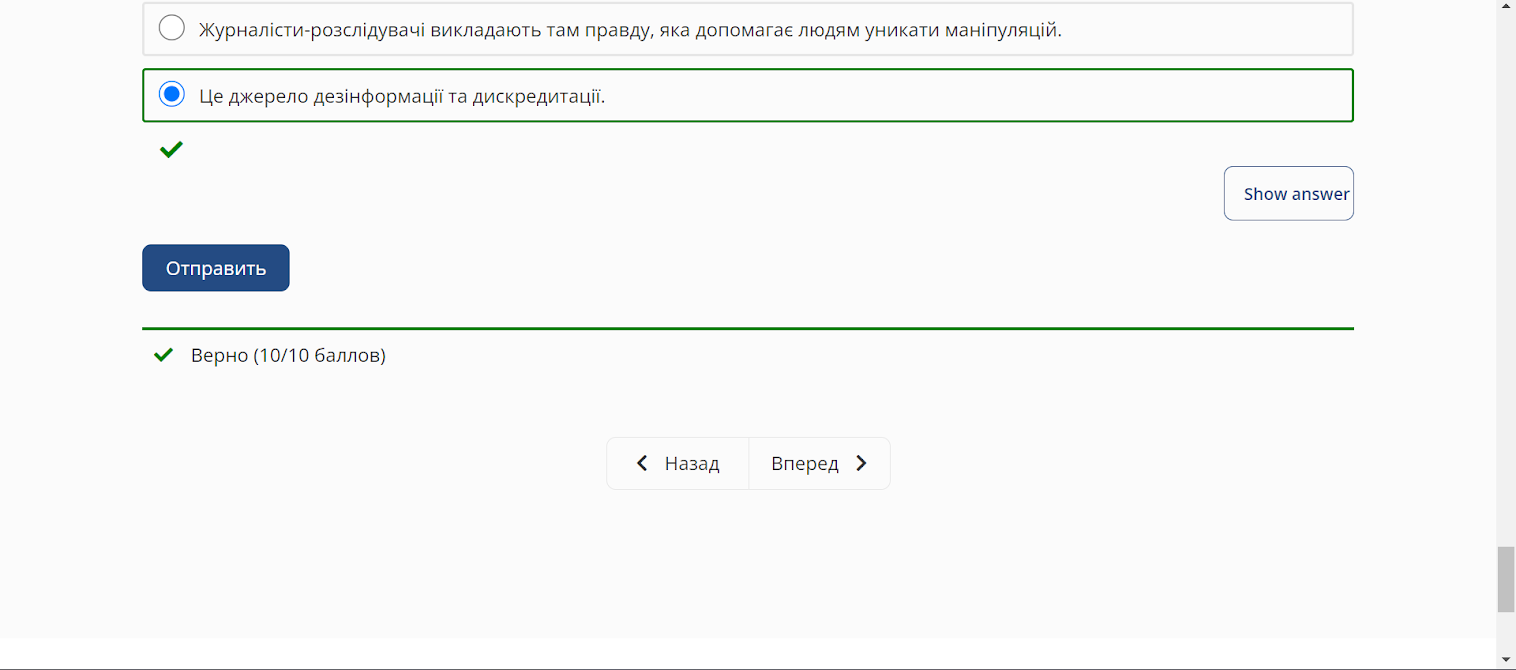 Журналісти-розслідувачі викладають там правду, яка допомагає людям уникати маніпуляцій.
Це джерело дезінформації та дискредитації.
Show answer
Отправить
Верно (10/10 баллов)
Назад
Вперед